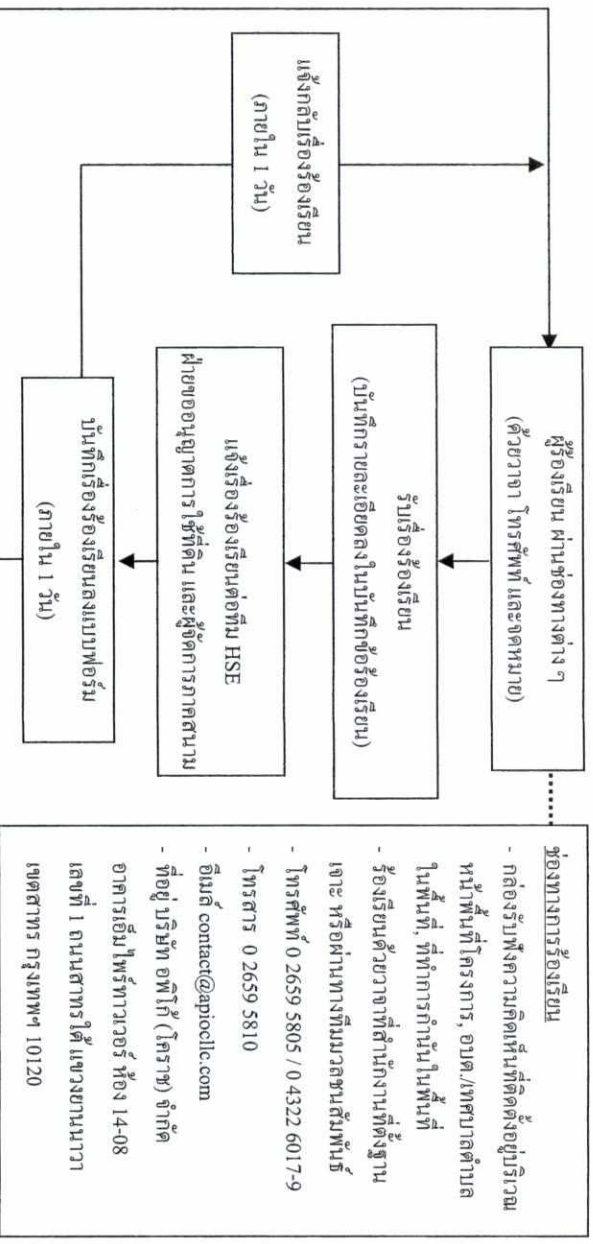 ผู้ร้องเรียน ผ่านช่องทางต่าง ๆ
(ด้วยวาจา โทรศัพท์ และจดหมาย)
รับเรื่องร้องเรียน
(บันทึกรายละเอียดลงในบันทึกข้อร้องเรียน)
แจ้งเรื่องร้องเรียนต่อทีม HSE
ฝ่ายขออนุญาตการใช้ที่ดิน และผู้จัดการภาคสนาม
บันทึกเรื่องร้องเรียนลงแบบฟอร์ม
(ภายใน 1 วัน)
แจ้งกลับเรื่องร้องเรียน
(ภายใน 1 วัน)
ช่องทางการร้องเรียน
- กล่องรับฟังความคิดเห็นที่ติดตั้งอยู่บริเวณ
หน้าพื้นที่โครงการ, อบต./เทศบาลตำบล
ในพื้นที่, ที่ทำการกำนันในพื้นที่
- ร้องเรียนด้วยวาจาที่สำนักงานที่ตั้งฐาน
เจาะ หรือผ่านทางทีมมวลชนสัมพันธ์
- โทรศัพท์ 0 2659 5805 / 0 4322 6017-9
- โทรสาร 0 2659 5810
- อีเมล์ contact@apiocllc.com
- ที่อยู่ บริษัท อพิโก้ (โคราช) จำกัด
อาคารเอ็มไพร์ทาวเวอร์ ห้อง 14-08
เลขที่ 1 ถนนสาทรใต้ แขวงยานนาวา
เขตสาทร กรุงเทพฯ 10120